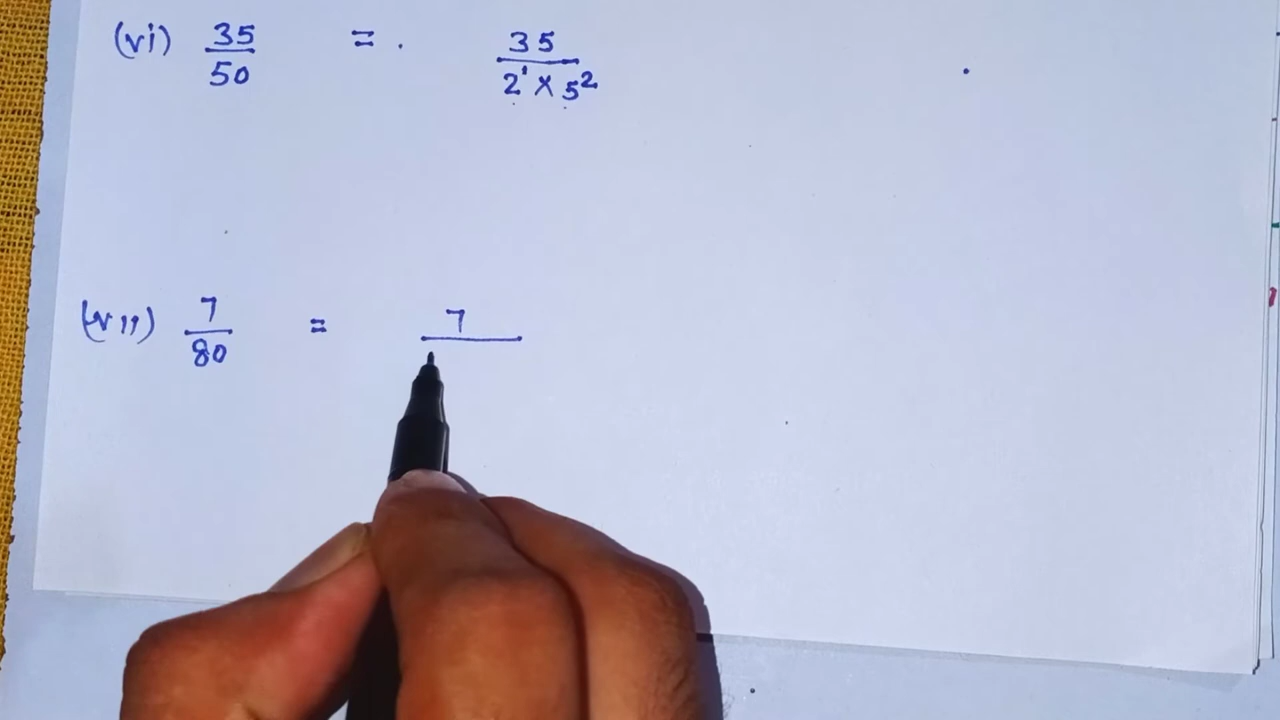 (vi) 35/50 = . 35/2¹ × 5²
(vii) 7/80 = 7/